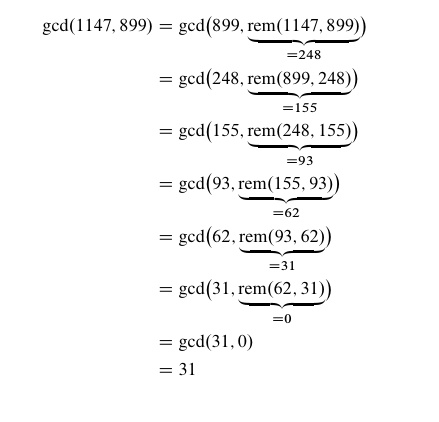 gcd(1147, 899) = gcd(899, rem(1147, 899))
=248
= gcd(248, rem(899, 248))
=155
= gcd(155, rem(248, 155))
=93
= gcd(93, rem(155, 93))
=62
= gcd(62, rem(93, 62))
=31
= gcd(31, rem(62, 31))
=0
= gcd(31, 0)
= 31